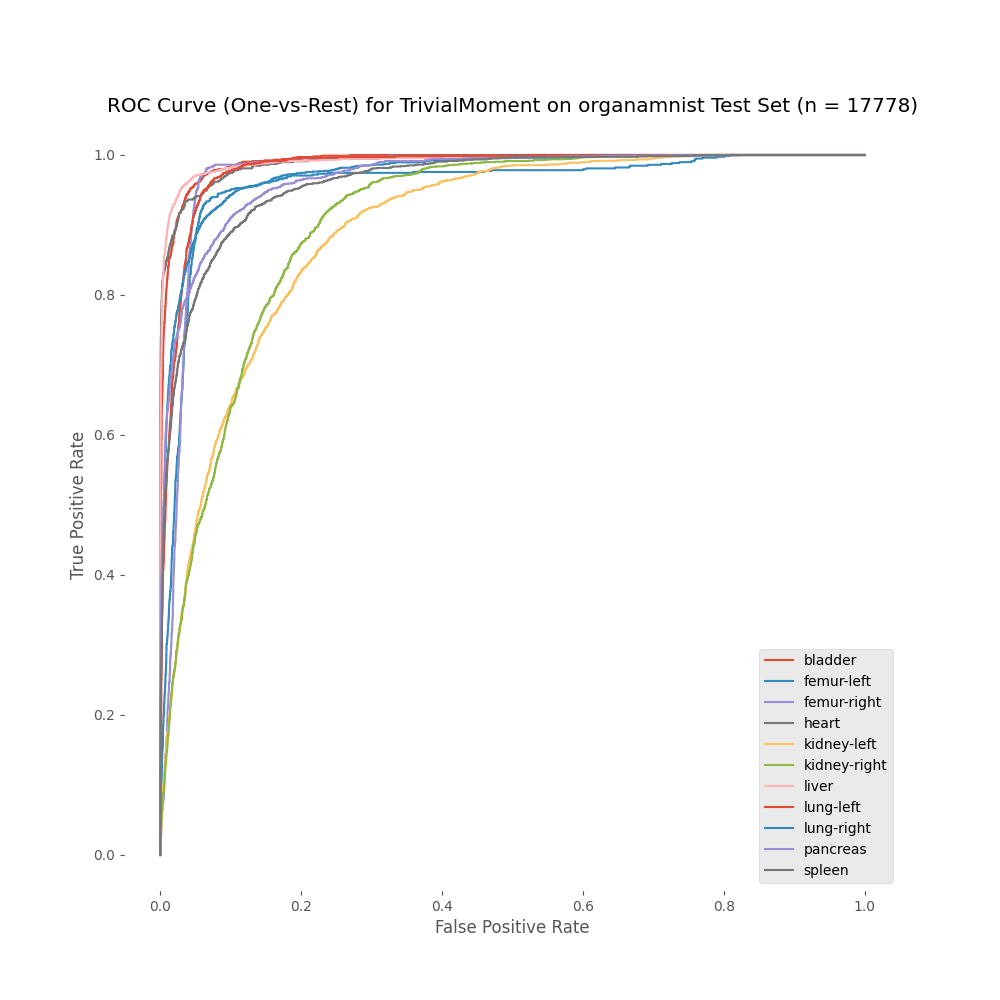 ROC Curve (One-vs-Rest) for TrivialMoment on organamnist Test Set (n = 17778)
1.0
0.8
0.6
0.4
0.2
0.0
True Positive Rate
bladder
femur-left
femur-right
heart
kidney-left
kidney-right
liver
lung-left
lung-right
pancreas
spleen
0.0 0.2 0.4 0.6 0.8 1.0
False Positive Rate